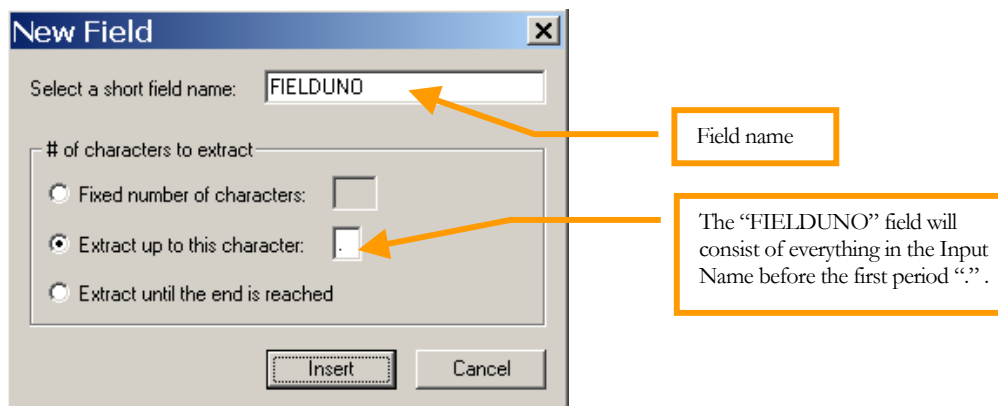 New Field
Select a short field name: FIELDUNO
Field name
# of characters to extract
Fixed number of characters:
Extract up to this character: .
Extract until the end is reached
The “FIELDUNO” field will
consist of everything in the Input
Name before the first period “.” .
Insert Cancel